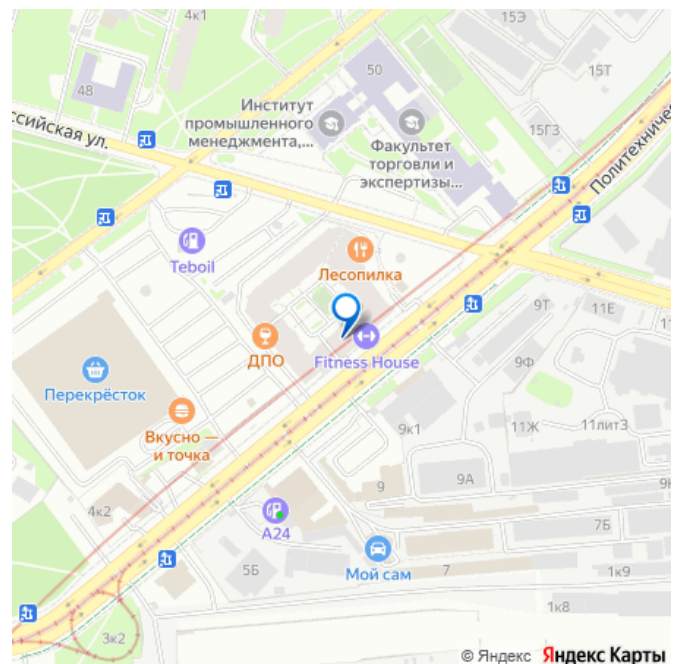 4к1
15Э
50
15Т
48
Институт
промышленного
менеджмента,...
Факультет
торговли и
экспертизы...
15Г3
ссийская ул.
Политехническ
Teboil
Лесопилка
9Т
11Е
ДПО
Fitness House
9Ф
Перекрёсток
Вкусно —
и точка
9к1
11Ж
11лит3
4к2
9
9А
9К
А24
7Б
Мой сам
5Б
7
1к9
1к8
3к2
© Яндекс Яндекс Карты